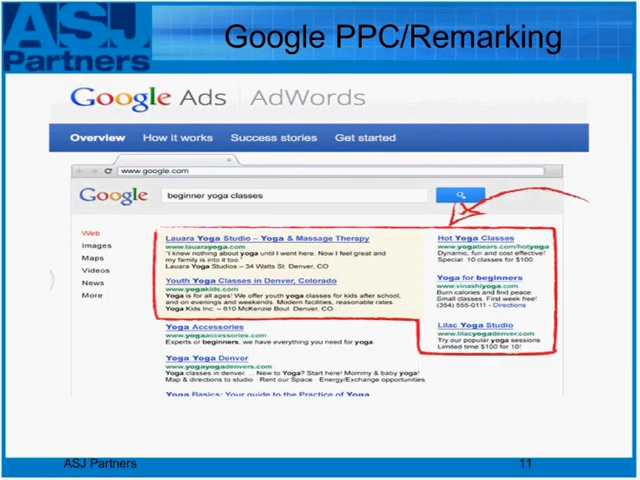 ASJ
Partners
Google PPC/Remarking
Google Ads | AdWords
Overview How it works Success stories Get started
www.google.com
Google beginner yoga classes
Web
Images
Maps
Videos
News
More
Lauara Yoga Studio – Yoga & Massage Therapy
www.lauarayoga.com
"I knew nothing about yoga until I went here. Now I feel great and
my family is into it too."
Lauara Yoga Studios – 34 Watts St. Denver, CO
Youth Yoga Classes in Denver, Colorado
www.yogakids.com
Yoga is for all ages! We offer youth yoga classes for kids after school,
and on evenings and weekends. Modern facilities, reasonable rates.
Yoga Kids Inc. – 610 McKenzie Boul. Denver, CO
Yoga Accessories
www.yogaaccessories.com
Experts or beginners, we have everything you need for yoga.
Yoga Yoga Denver
www.yogayogadenvers.com
Yoga classes in denver... New to Yoga? Start here! Mommy & baby yoga!
Map & directions to studio · Rent our Space · Energy/Exchange opportunities
Yoga Basics: Your guide to the Practice of Yoga
Hot Yoga Classes
www.yogabears.com/hotyoga
Dynamic, fun and cost effective!
Special: 10 classes for $100
Yoga for beginners
www.vinashiyoga.com
Burn calories and find peace.
Small classes. First week free!
(354) 555-0111 - Directions
Lilac Yoga Studio
www.lilacyogadenver.com
Try our popular yoga sessions.
Limited time $100 for 10!
ASJ Partners
11